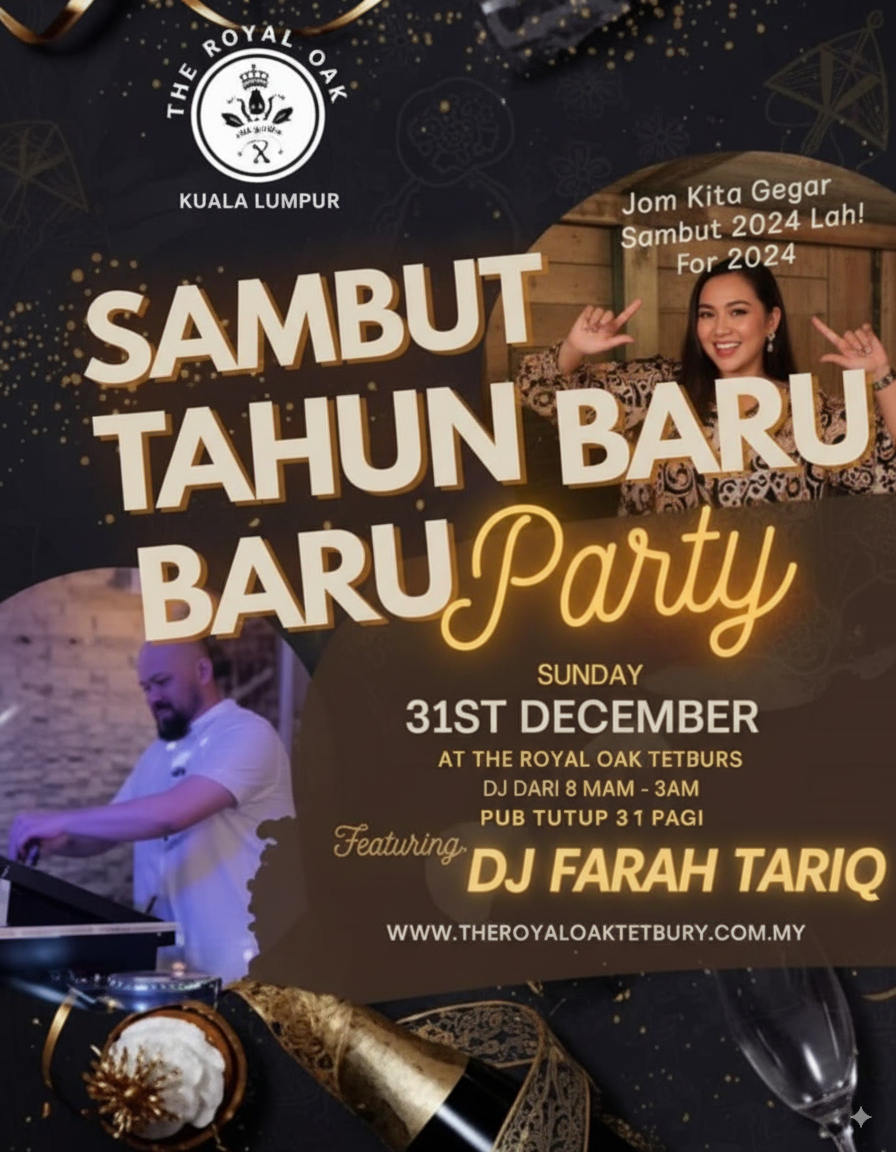 THE ROYAL OAK
KUALA LUMPUR
Jom Kita Gegar
Sambut 2024 Lah!
For 2024
SAMBUT
TAHUN BARU
BARU Party
SUNDAY
31ST DECEMBER
AT THE ROYAL OAK TETBURS
DJ DARI 8 MAM - 3AM
PUB TUTUP 3 1 PAGI
Featuring
DJ FARAH TARIQ
WWW.THEROYALOAKTETBURY.COM.MY